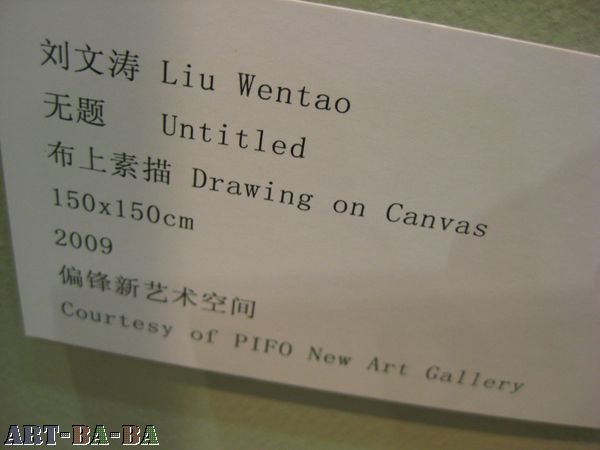 刘文涛 Liu Wentao
无题 Untitled
布上素描 Drawing on Canvas
150x150cm
2009
偏锋新艺术空间
Courtesy of PIFO New Art Gallery
ART-BA-BA